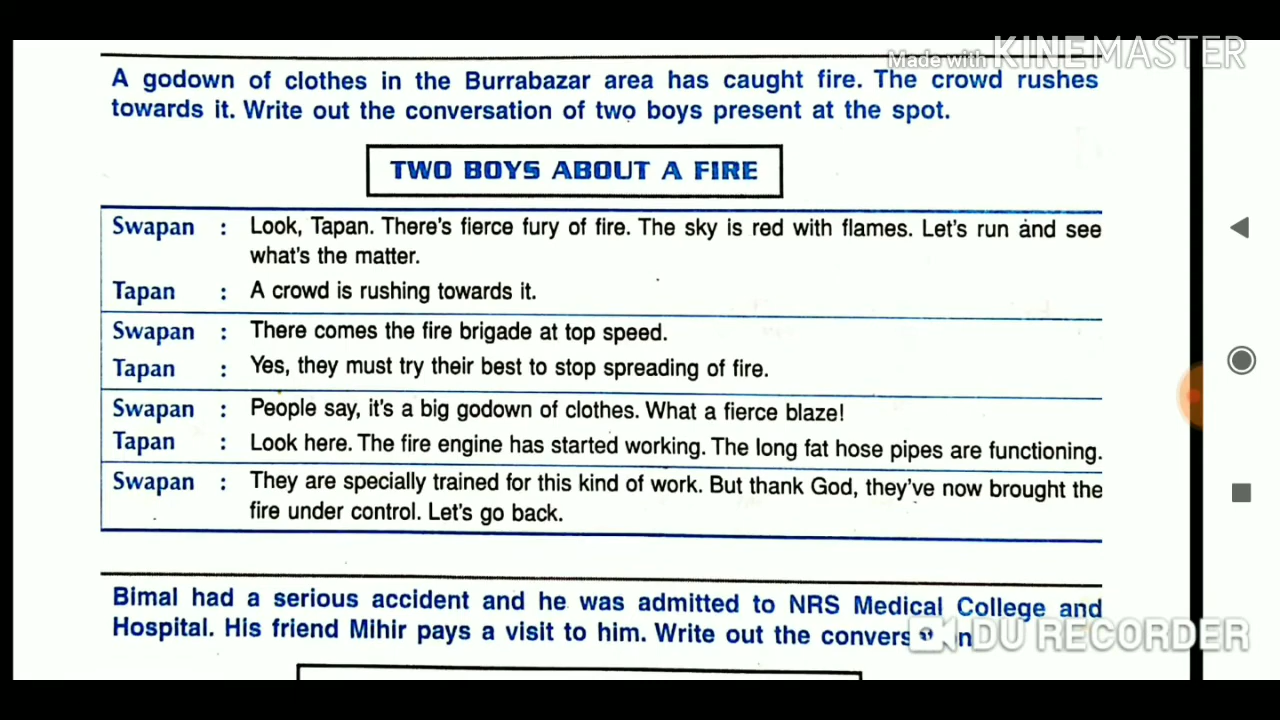 Made with KINEMASTER
A godown of clothes in the Burrabazar area has caught fire. The crowd rushes
towards it. Write out the conversation of two boys present at the spot.
TWO BOYS ABOUT A FIRE
Swapan : Look, Tapan. There's fierce fury of fire. The sky is red with flames. Let's run and see
what's the matter.
Tapan : A crowd is rushing towards it.
Swapan : There comes the fire brigade at top speed.
Tapan : Yes, they must try their best to stop spreading of fire.
Swapan : People say, it's a big godown of clothes. What a fierce blaze!
Tapan : Look here. The fire engine has started working. The long fat hose pipes are functioning.
Swapan : They are specially trained for this kind of work. But thank God, they've now brought the
fire under control. Let's go back.
Bimal had a serious accident and he was admitted to NRS Medical College and
Hospital. His friend Mihir pays a visit to him. Write out the conversation
DU RECORDER